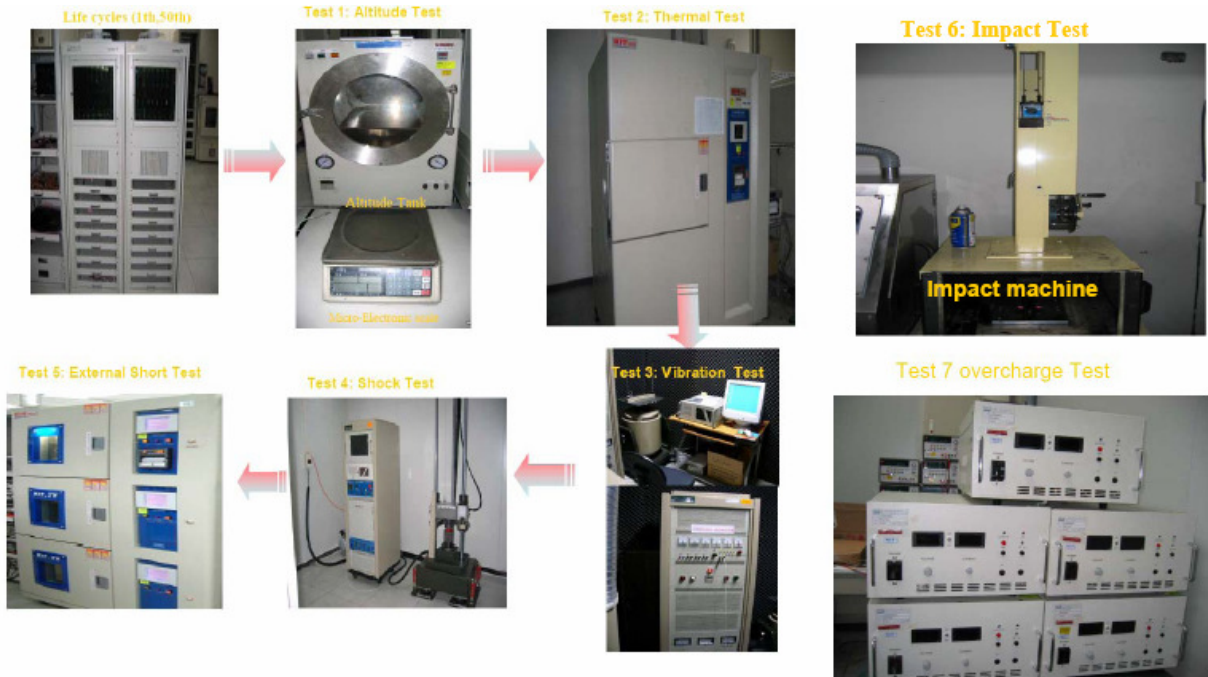 Life cycles (1th,50th)
Test 1: Altitude Test
Test 2: Thermal Test
Test 6: Impact Test
Altitude Tank
Micro-Electronic scale
Impact machine
Test 5: External Short Test
Test 4: Shock Test
Test 3: Vibration Test
Test 7 overcharge Test